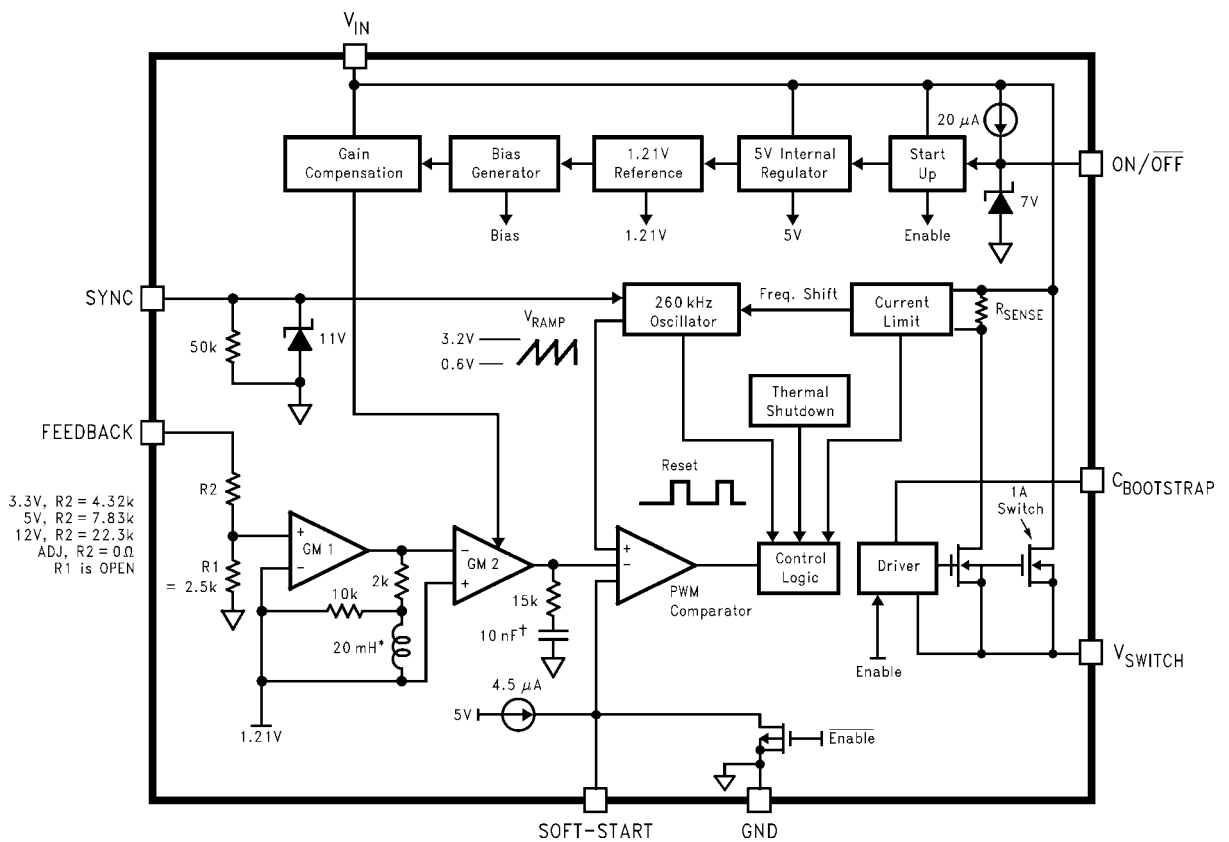 V_IN
20 μA
Gain
Compensation
Bias
Generator
1.21V
Reference
5V Internal
Regulator
Start
Up
ON/O̅F̅F̅
7V
Bias
1.21V
5V
Enable
SYNC
50k
11V
V_RAMP
3.2V
0.6V
260 kHz
Oscillator
Freq. Shift
Current
Limit
R_SENSE
Thermal
Shutdown
FEEDBACK
3.3V, R2 = 4.32k
5V, R2 = 7.83k
12V, R2 = 22.3k
ADJ, R2 = 0Ω
R1 is OPEN
R2
R1
= 2.5k
+
−
GM 1
2k
10k
20 mH*
1.21V
−
+
GM 2
15k
10 nF†
Reset
+
−
PWM
Comparator
Control
Logic
Driver
Enable
1A
Switch
C_BOOTSTRAP
V_SWITCH
4.5 μA
5V
E̅n̅a̅b̅l̅e̅
SOFT-START
GND